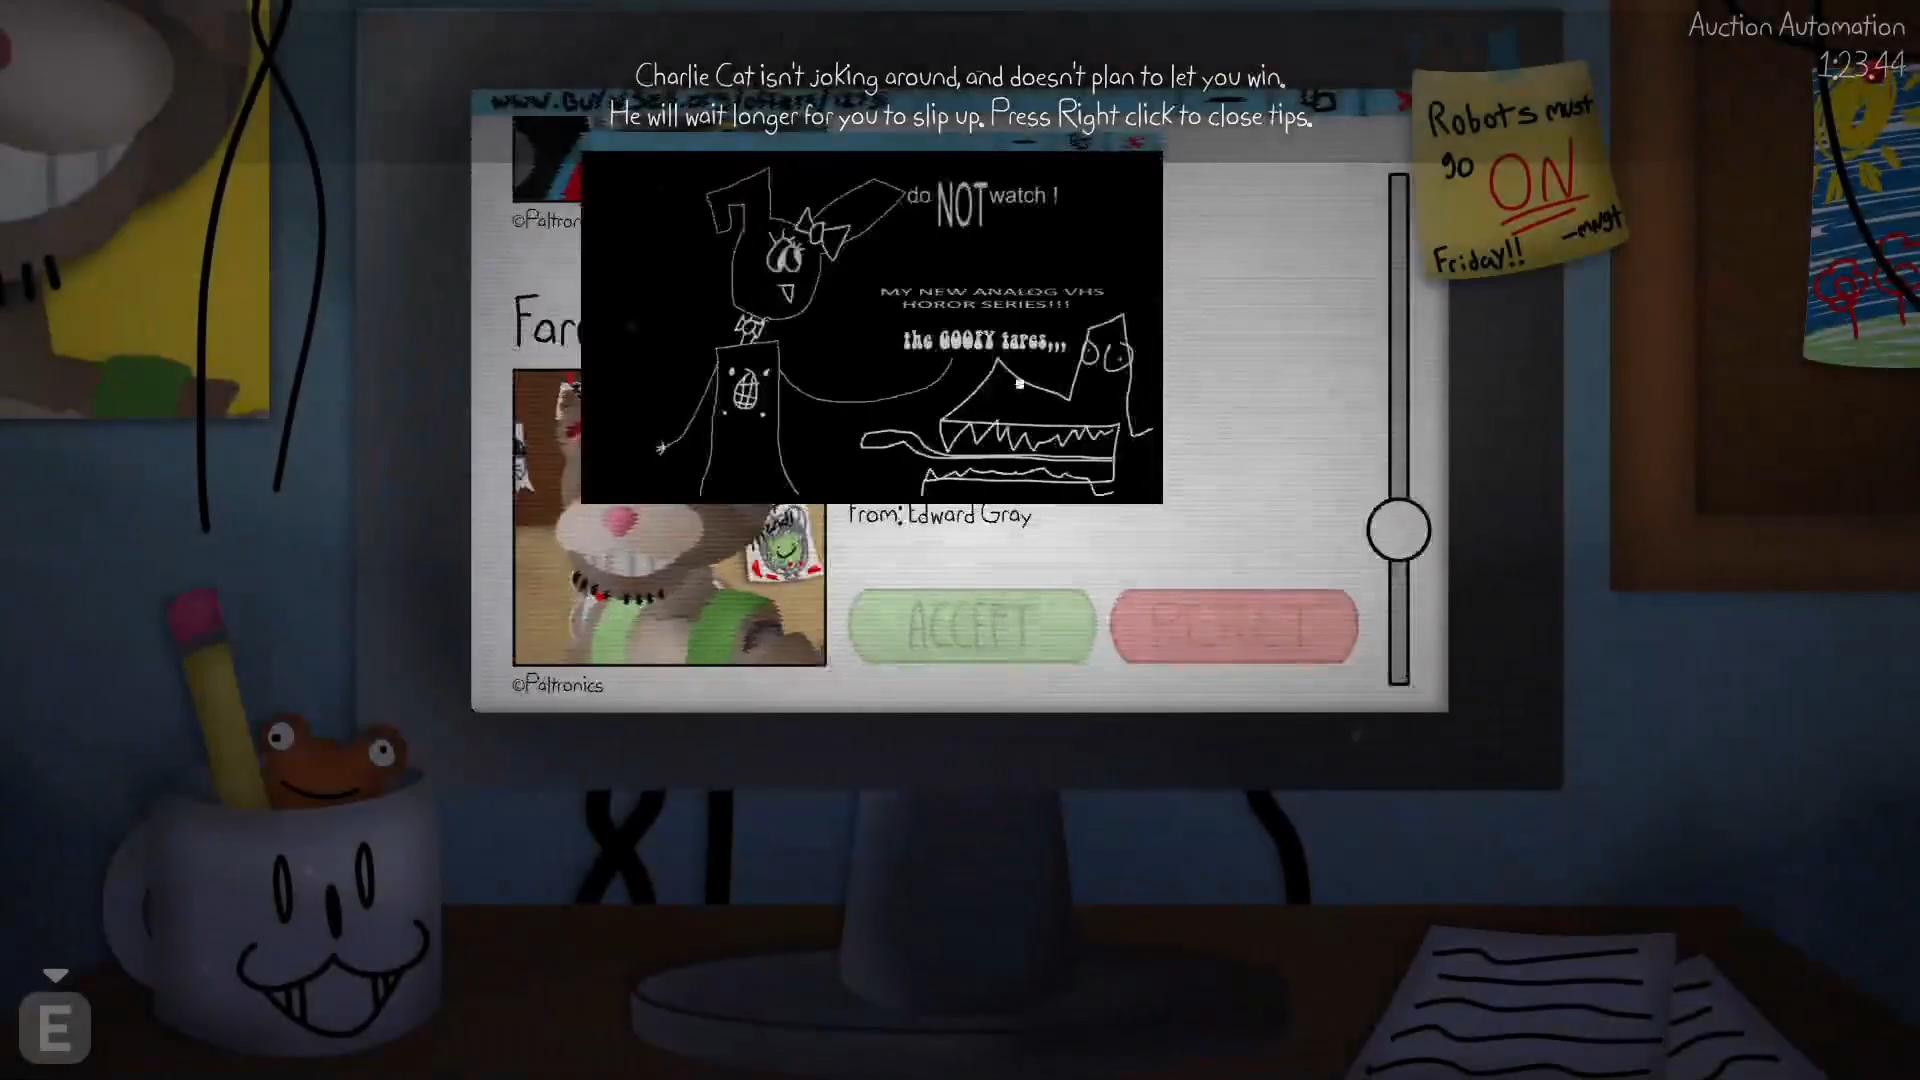 Auction Automation
1:23.44
Charlie Cat isn't joking around, and doesn't plan to let you win.
He will wait longer for you to slip up. Press Right click to close tips.
Robots must
go ON
Friday!! -mngt
do NOT watch !
MY NEW ANALOG VHS
HOROR SERIES!!!
the GOOFY tapes,,,
©Paltron
From: Edward Gray
ACCEPT
©Paltronics
E